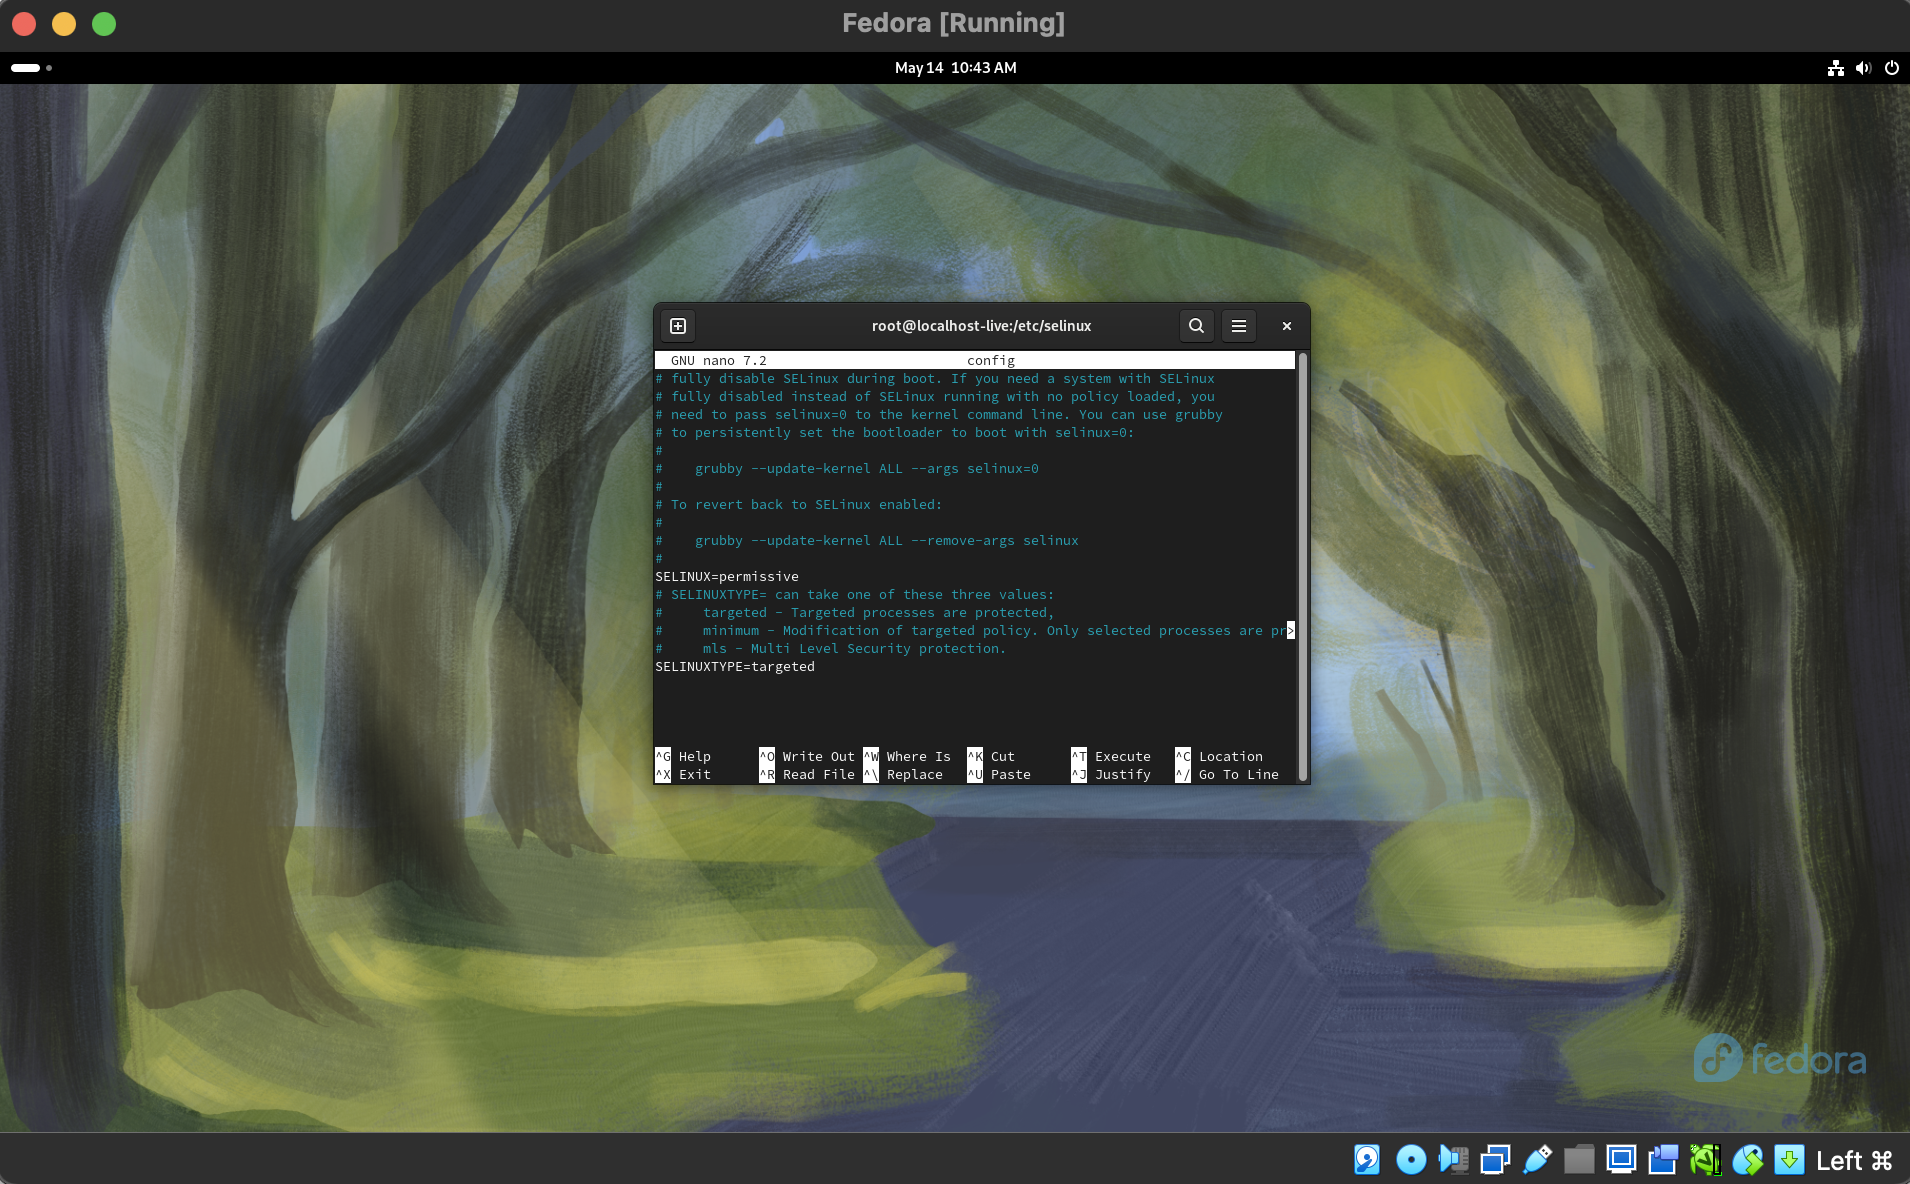 Fedora [Running]
May 14 10:43 AM
root@localhost-live:/etc/selinux
GNU nano 7.2 config
# fully disable SELinux during boot. If you need a system with SELinux
# fully disabled instead of SELinux running with no policy loaded, you
# need to pass selinux=0 to the kernel command line. You can use grubby
# to persistently set the bootloader to boot with selinux=0:
#
# grubby --update-kernel ALL --args selinux=0
#
# To revert back to SELinux enabled:
#
# grubby --update-kernel ALL --remove-args selinux
#
SELINUX=permissive
# SELINUXTYPE= can take one of these three values:
# targeted - Targeted processes are protected,
# minimum - Modification of targeted policy. Only selected processes are pr>
# mls - Multi Level Security protection.
SELINUXTYPE=targeted
^G Help ^O Write Out ^W Where Is ^K Cut ^T Execute ^C Location
^X Exit ^R Read File ^\ Replace ^U Paste ^J Justify ^/ Go To Line
fedora
Left ⌘